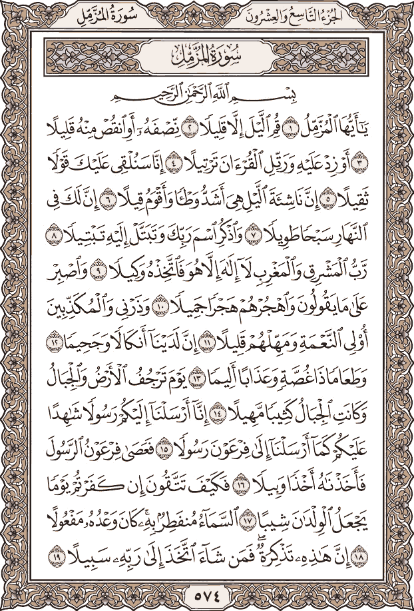 سُورَةُ المُزَّمِّلِ
الجُزْءُ التَّاسِعُ وَالعِشْرُونَ
سُورَةُ المُزَّمِّلِ
بِسْمِ ٱللَّهِ ٱلرَّحْمَٰنِ ٱلرَّحِيمِ
يَٰٓأَيُّهَا ٱلْمُزَّمِّلُ ١ قُمِ ٱلَّيْلَ إِلَّا قَلِيلًا ٢ نِّصْفَهُۥٓ أَوِ ٱنقُصْ مِنْهُ قَلِيلًا
٣ أَوْ زِدْ عَلَيْهِ وَرَتِّلِ ٱلْقُرْءَانَ تَرْتِيلًا ٤ إِنَّا سَنُلْقِى عَلَيْكَ قَوْلًا
ثَقِيلًا ٥ إِنَّ نَاشِئَةَ ٱلَّيْلِ هِىَ أَشَدُّ وَطْـًٔا وَأَقْوَمُ قِيلًا ٦ إِنَّ لَكَ فِى
ٱلنَّهَارِ سَبْحًا طَوِيلًا ٧ وَٱذْكُرِ ٱسْمَ رَبِّكَ وَتَبَتَّلْ إِلَيْهِ تَبْتِيلًا ٨
رَّبُّ ٱلْمَشْرِقِ وَٱلْمَغْرِبِ لَآ إِلَٰهَ إِلَّا هُوَ فَٱتَّخِذْهُ وَكِيلًا ٩ وَٱصْبِرْ
عَلَىٰ مَا يَقُولُونَ وَٱهْجُرْهُمْ هَجْرًا جَمِيلًا ١٠ وَذَرْنِى وَٱلْمُكَذِّبِينَ
أُو۟لِى ٱلنَّعْمَةِ وَمَهِّلْهُمْ قَلِيلًا ١١ إِنَّ لَدَيْنَآ أَنكَالًا وَجَحِيمًا ١٢
وَطَعَامًا ذَا غُصَّةٍ وَعَذَابًا أَلِيمًا ١٣ يَوْمَ تَرْجُفُ ٱلْأَرْضُ وَٱلْجِبَالُ
وَكَانَتِ ٱلْجِبَالُ كَثِيبًا مَّهِيلًا ١٤ إِنَّآ أَرْسَلْنَآ إِلَيْكُمْ رَسُولًا شَٰهِدًا
عَلَيْكُمْ كَمَآ أَرْسَلْنَآ إِلَىٰ فِرْعَوْنَ رَسُولًا ١٥ فَعَصَىٰ فِرْعَوْنُ ٱلرَّسُولَ
فَأَخَذْنَٰهُ أَخْذًا وَبِيلًا ١٦ فَكَيْفَ تَتَّقُونَ إِن كَفَرْتُمْ يَوْمًا
يَجْعَلُ ٱلْوِلْدَٰنَ شِيبًا ١٧ ٱلسَّمَآءُ مُنفَطِرٌۢ بِهِۦ ۚ كَانَ وَعْدُهُۥ مَفْعُولًا
١٨ إِنَّ هَٰذِهِۦ تَذْكِرَةٌ ۖ فَمَن شَآءَ ٱتَّخَذَ إِلَىٰ رَبِّهِۦ سَبِيلًا ١٩
٥٧٤